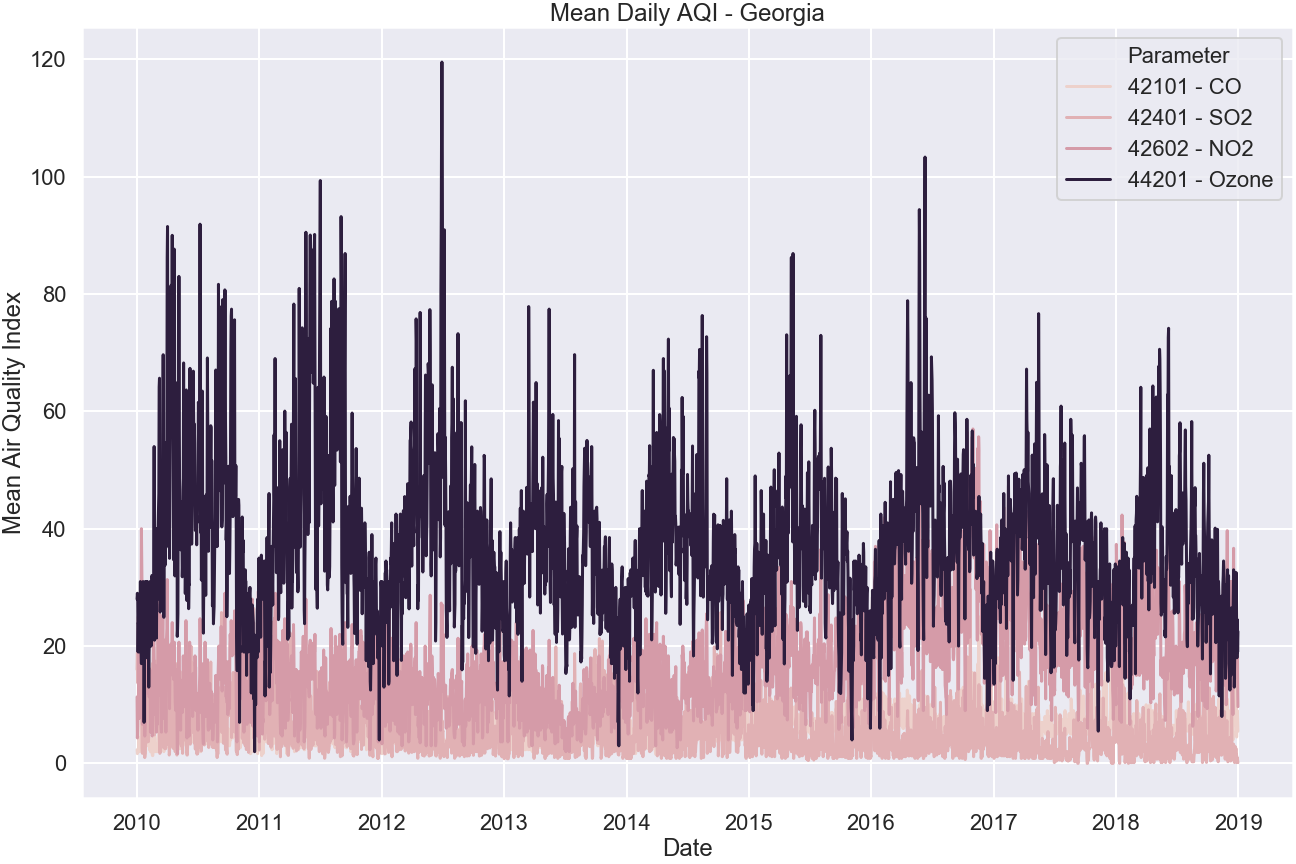 Mean Daily AQI - Georgia
Parameter
42101 - CO
42401 - SO2
42602 - NO2
44201 - Ozone
Mean Air Quality Index
120
100
80
60
40
20
0
2010 2011 2012 2013 2014 2015 2016 2017 2018 2019
Date